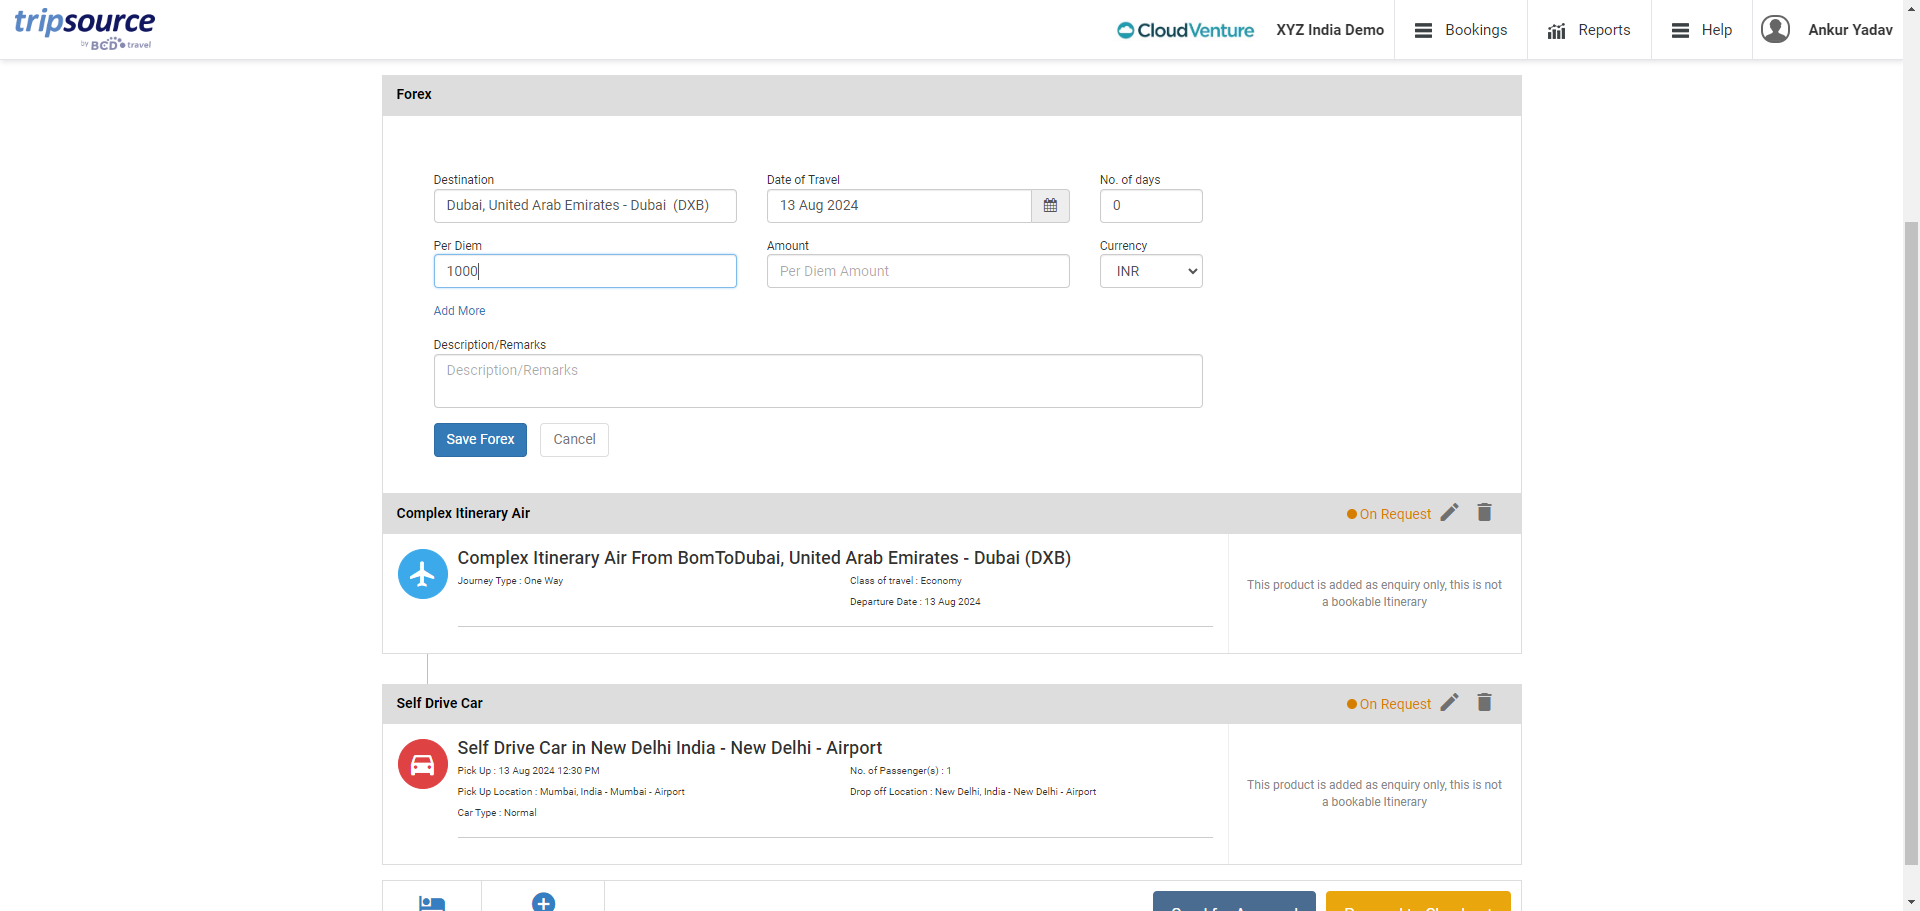 tripsource
by BCD travel
CloudVenture
XYZ India Demo
Bookings
Reports
Help
Ankur Yadav
Forex
Destination
Date of Travel
No. of days
Dubai, United Arab Emirates - Dubai (DXB)
13 Aug 2024
0
Per Diem
Amount
Currency
1000
Per Diem Amount
INR
Add More
Description/Remarks
Description/Remarks
Save Forex
Cancel
Complex Itinerary Air
On Request
Complex Itinerary Air From BomToDubai, United Arab Emirates - Dubai (DXB)
Journey Type : One Way
Class of travel : Economy
Departure Date : 13 Aug 2024
This product is added as enquiry only, this is not
a bookable Itinerary
Self Drive Car
On Request
Self Drive Car in New Delhi India - New Delhi - Airport
Pick Up : 13 Aug 2024 12:30 PM
No. of Passenger(s) : 1
Pick Up Location : Mumbai, India - Mumbai - Airport
Drop off Location : New Delhi, India - New Delhi - Airport
Car Type : Normal
This product is added as enquiry only, this is not
a bookable Itinerary